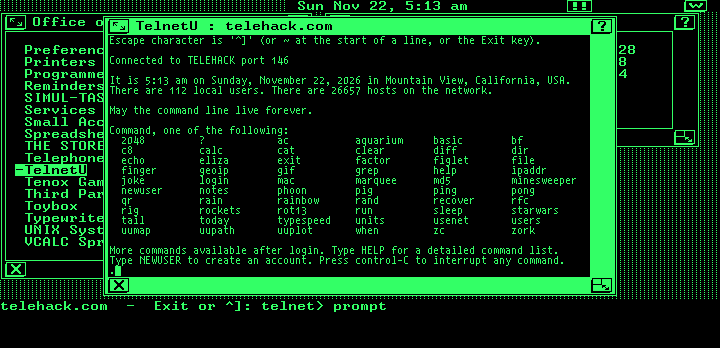 Sun Nov 22, 5:13 am
!!
W
Office o
TelnetU : telehack.com
?
Escape character is '^]' (or ~ at the start of a line, or the Exit key).
Connected to TELEHACK port 146
It is 5:13 am on Sunday, November 22, 2026 in Mountain View, California, USA.
There are 112 local users. There are 26657 hosts on the network.
May the command line live forever.
Command, one of the following:
2048 ? ac aquarium basic bf
c8 calc cat clear diff dir
echo eliza exit factor figlet file
finger geoip gif grep help ipaddr
joke login mac marquee md5 minesweeper
newuser notes phoon pig ping pong
qr rain rainbow rand recover rfc
rig rockets rot13 run sleep starwars
tail today typespeed units usenet users
uumap uupath uuplot when zc zork
More commands available after login. Type HELP for a detailed command list.
Type NEWUSER to create an account. Press control-C to interrupt any command.
.
Preferenc
Printers
Programme
Reminders
SIMUL-TAS
Services
Small Acc
Spreadshe
THE STORE
Telephone
TelnetU
Tenox Gam
Third Par
Toybox
Typewrite
UNIX Syst
VCALC Spr
28
8
4
telehack.com - Exit or ^]: telnet> prompt